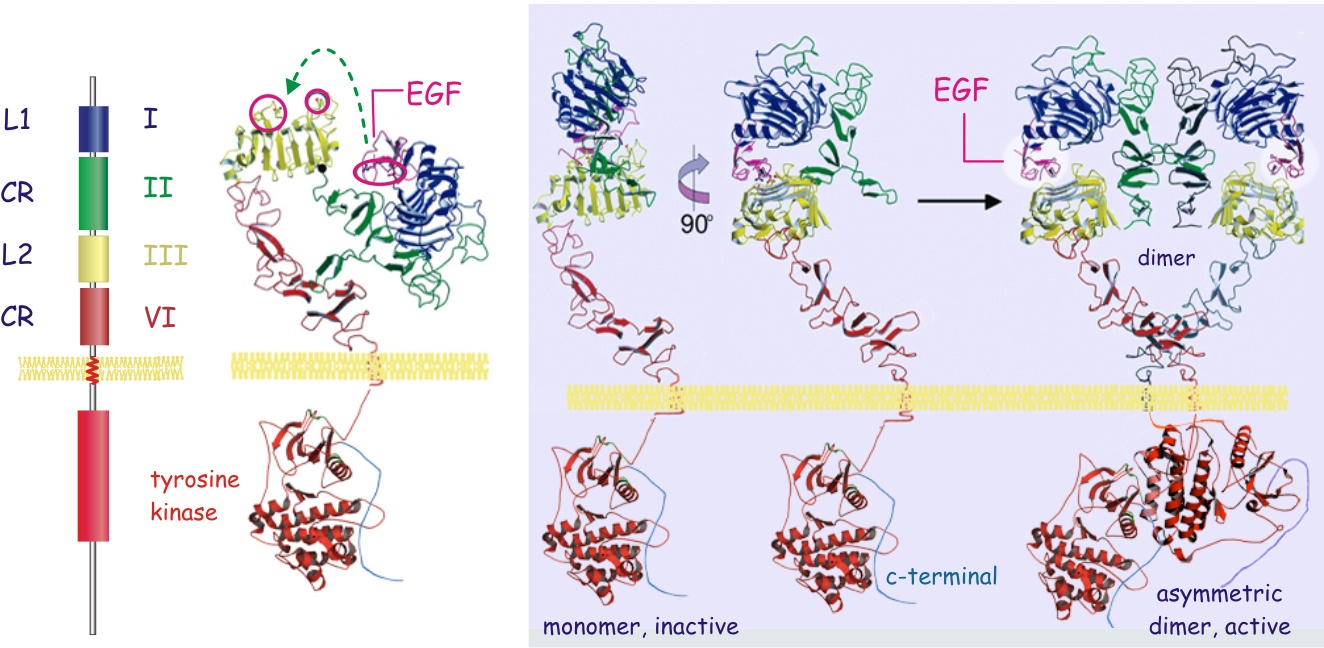 L1 I
CR II
L2 III
CR VI
tyrosine
kinase
EGF
90°
EGF
dimer
c-terminal
monomer, inactive
asymmetric
dimer, active